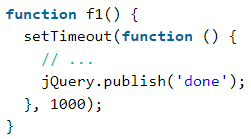 function f1() {
  setTimeout(function () {
    // ...
    jQuery.publish('done');
  }, 1000);
}